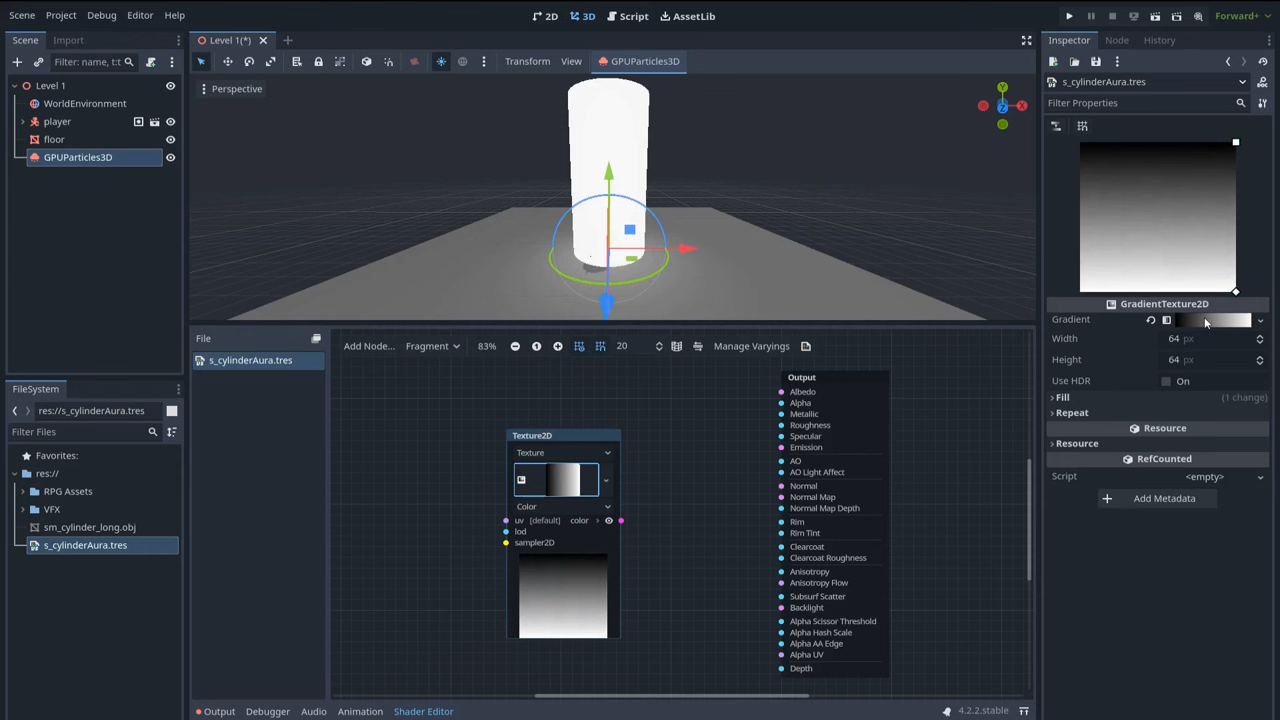 Scene Project Debug Editor Help
2D 3D Script AssetLib
Forward+
Scene Import
Filter: name, t:t
Level 1
WorldEnvironment
player
floor
GPUParticles3D
FileSystem
res://s_cylinderAura.tres
Filter Files
Favorites:
res://
RPG Assets
VFX
sm_cylinder_long.obj
s_cylinderAura.tres
Level 1(*)
Transform View GPUParticles3D
Perspective
Y
X
Z
File
s_cylinderAura.tres
Add Node... Fragment 83% 20 Manage Varyings
Texture2D
Texture
Color
uv [default] color
lod
sampler2D
Output
Albedo
Alpha
Metallic
Roughness
Specular
Emission
AO
AO Light Affect
Normal
Normal Map
Normal Map Depth
Rim
Rim Tint
Clearcoat
Clearcoat Roughness
Anisotropy
Anisotropy Flow
Subsurf Scatter
Backlight
Alpha Scissor Threshold
Alpha Hash Scale
Alpha AA Edge
Alpha UV
Depth
Output Debugger Audio Animation Shader Editor
4.2.2.stable
Inspector Node History
s_cylinderAura.tres
Filter Properties
GradientTexture2D
Gradient
Width 64 px
Height 64 px
Use HDR On
Fill (1 change)
Repeat
Resource
Resource
RefCounted
Script <empty>
Add Metadata